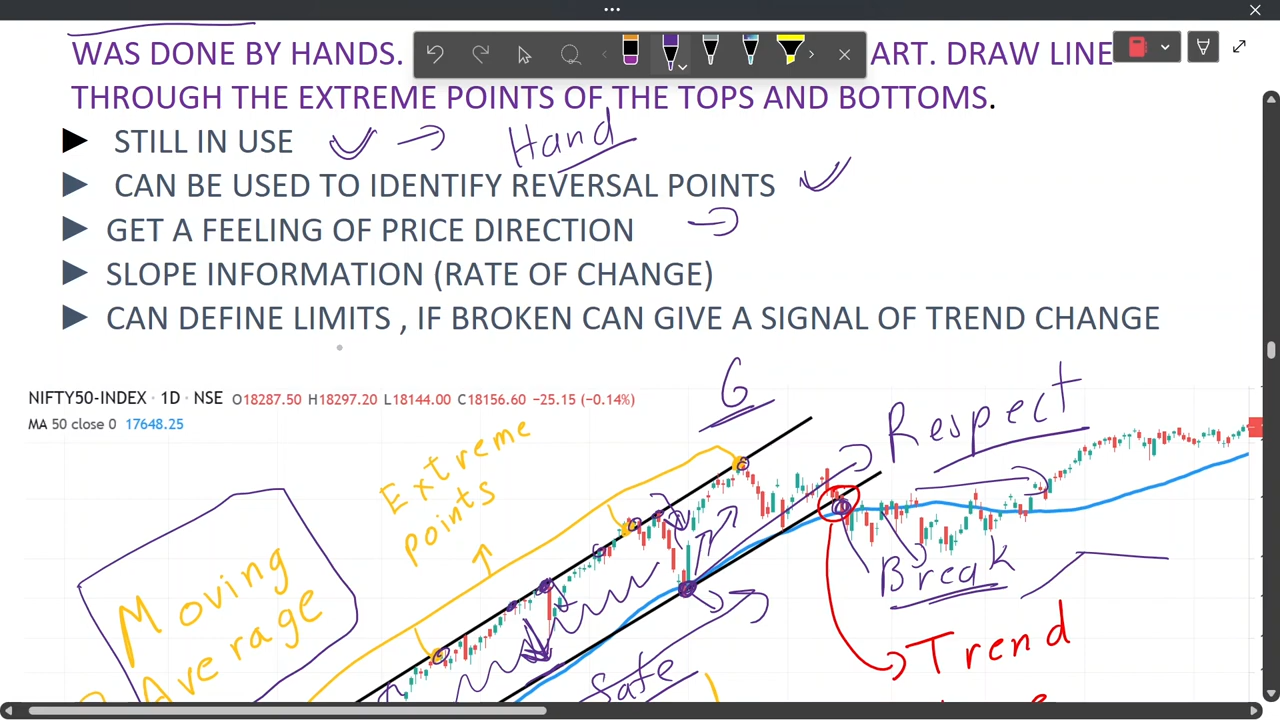 WAS DONE BY HANDS.
ART. DRAW LINE
THROUGH THE EXTREME POINTS OF THE TOPS AND BOTTOMS.
STILL IN USE
Hand
CAN BE USED TO IDENTIFY REVERSAL POINTS
GET A FEELING OF PRICE DIRECTION
SLOPE INFORMATION (RATE OF CHANGE)
CAN DEFINE LIMITS , IF BROKEN CAN GIVE A SIGNAL OF TREND CHANGE
NIFTY50-INDEX · 1D · NSE O18287.50 H18297.20 L18144.00 C18156.60 −25.15 (−0.14%)
MA 50 close 0 17648.25
Respect
Extreme
points
Break
Moving
Average
Trend
Safe